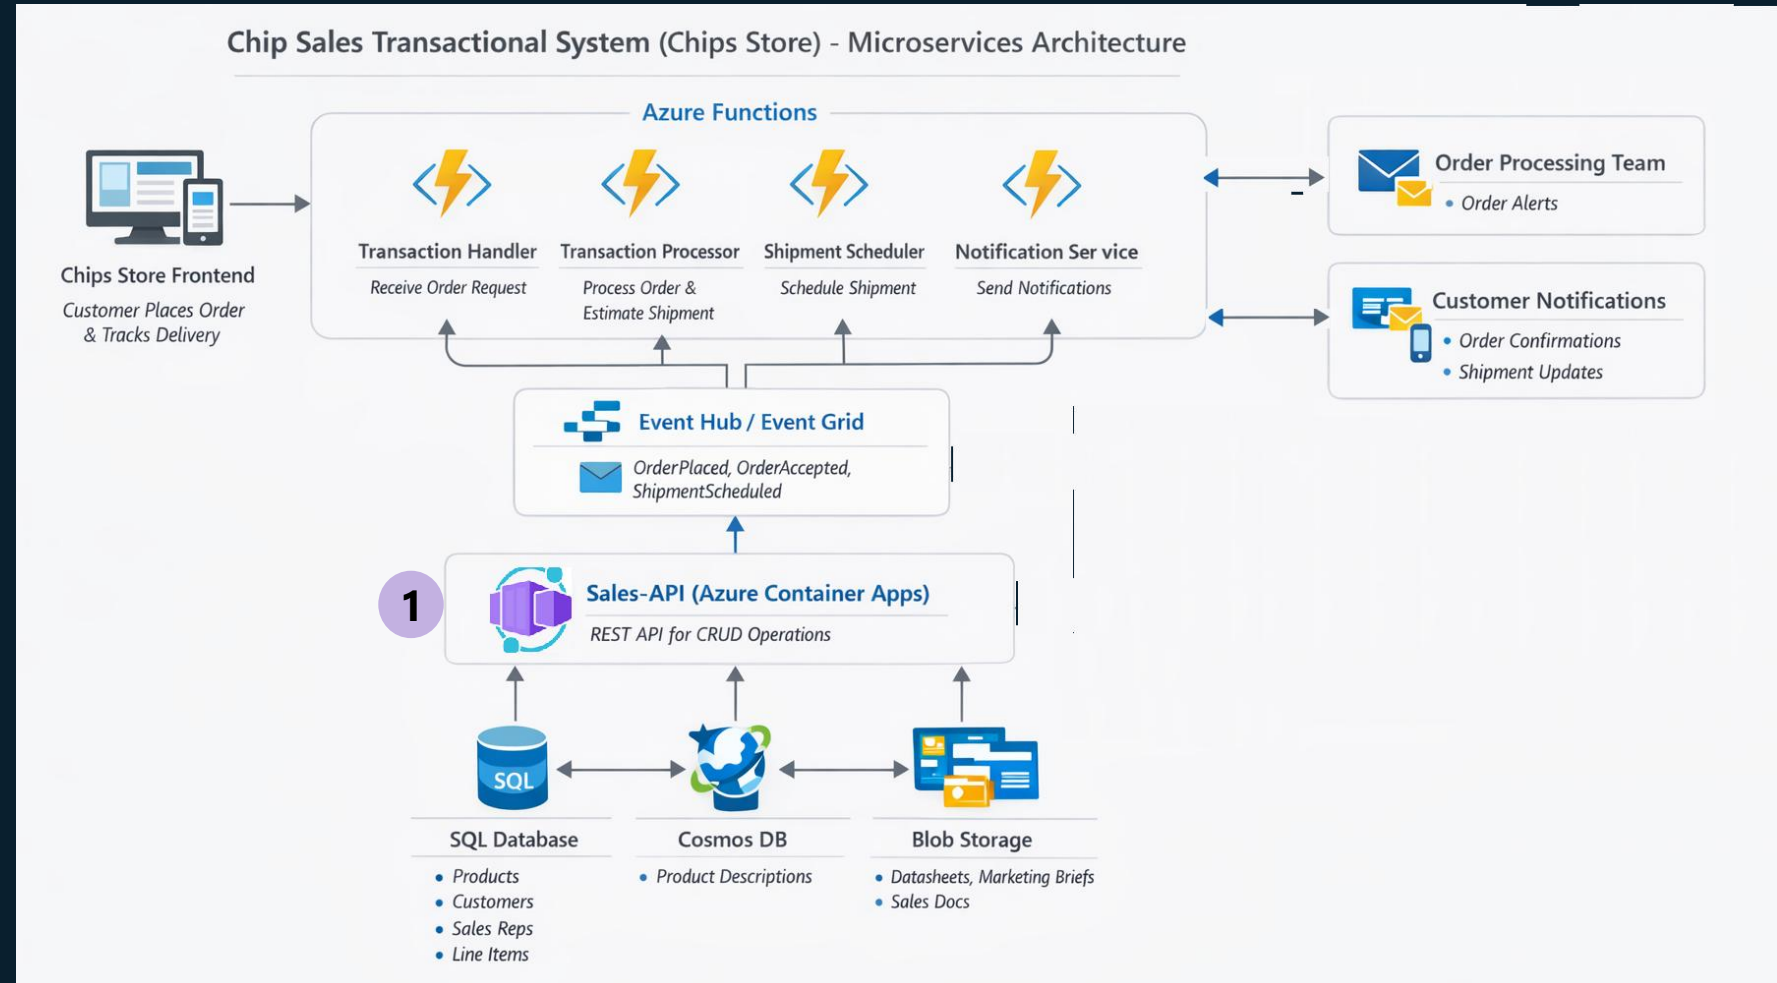 Chip Sales Transactional System (Chips Store) - Microservices Architecture
Azure Functions
Chips Store Frontend
Customer Places Order
& Tracks Delivery
Transaction Handler
Receive Order Request
Transaction Processor
Process Order &
Estimate Shipment
Shipment Scheduler
Schedule Shipment
Notification Ser vice
Send Notifications
Order Processing Team
• Order Alerts
Customer Notifications
• Order Confirmations
• Shipment Updates
Event Hub / Event Grid
OrderPlaced, OrderAccepted,
ShipmentScheduled
1
Sales-API (Azure Container Apps)
REST API for CRUD Operations
SQL
SQL Database
• Products
• Customers
• Sales Reps
• Line Items
Cosmos DB
• Product Descriptions
Blob Storage
• Datasheets, Marketing Briefs
• Sales Docs